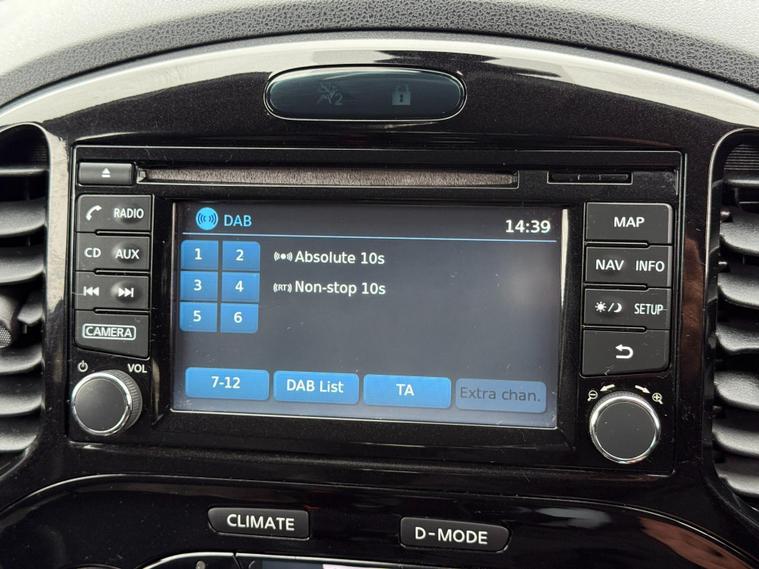 2
RADIO
CD AUX
CAMERA
VOL
DAB
14:39
1 2
3 4
5 6
Absolute 10s
(RT) Non-stop 10s
7-12
DAB List
TA
Extra chan.
MAP
NAV INFO
SETUP
CLIMATE
D-MODE